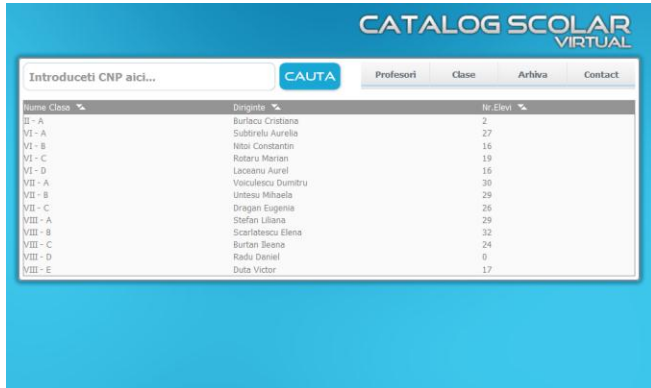 CATALOG SCOLAR
VIRTUAL
Introduceti CNP aici... CAUTA Profesori Clase Arhiva Contact
Nume Clasa Diriginte Nr.Elevi
II - A Burlacu Cristiana 2
VI - A Subtirelu Aurelia 27
VI - B Nitoi Constantin 16
VI - C Rotaru Marian 19
VI - D Laceanu Aurel 16
VII - A Voiculescu Dumitru 30
VII - B Untesu Mihaela 29
VII - C Dragan Eugenia 26
VIII - A Stefan Liliana 29
VIII - B Scarlatescu Elena 32
VIII - C Burtan Ileana 24
VIII - D Radu Daniel 0
VIII - E Duta Victor 17